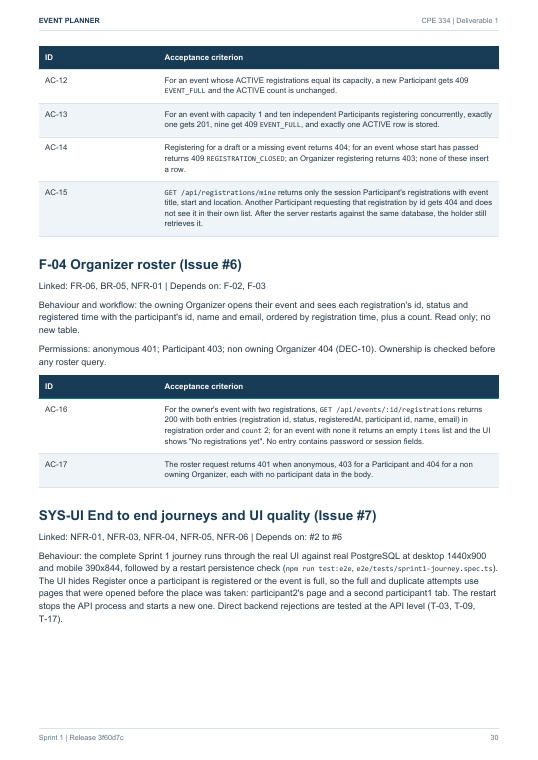 EVENT PLANNER
CPE 334 | Deliverable 1
ID Acceptance criterion
AC-12 For an event whose ACTIVE registrations equal its capacity, a new Participant gets 409
EVENT_FULL and the ACTIVE count is unchanged.
AC-13 For an event with capacity 1 and ten independent Participants registering concurrently, exactly
one gets 201, nine get 409 EVENT_FULL, and exactly one ACTIVE row is stored.
AC-14 Registering for a draft or a missing event returns 404; for an event whose start has passed
returns 409 REGISTRATION_CLOSED; an Organizer registering returns 403; none of these insert
a row.
AC-15 GET /api/registrations/mine returns only the session Participant's registrations with event
title, start and location. Another Participant requesting that registration by id gets 404 and does
not see it in their own list. After the server restarts against the same database, the holder still
retrieves it.
F-04 Organizer roster (Issue #6)
Linked: FR-06, BR-05, NFR-01 | Depends on: F-02, F-03
Behaviour and workflow: the owning Organizer opens their event and sees each registration's id, status and
registered time with the participant's id, name and email, ordered by registration time, plus a count. Read only; no
new table.
Permissions: anonymous 401; Participant 403; non owning Organizer 404 (DEC-10). Ownership is checked before
any roster query.
ID Acceptance criterion
AC-16 For the owner's event with two registrations, GET /api/events/:id/registrations returns
200 with both entries (registration id, status, registeredAt, participant id, name, email) in
registration order and count 2; for an event with none it returns an empty items list and the UI
shows "No registrations yet". No entry contains password or session fields.
AC-17 The roster request returns 401 when anonymous, 403 for a Participant and 404 for a non
owning Organizer, each with no participant data in the body.
SYS-UI End to end journeys and UI quality (Issue #7)
Linked: NFR-01, NFR-03, NFR-04, NFR-05, NFR-06 | Depends on: #2 to #6
Behaviour: the complete Sprint 1 journey runs through the real UI against real PostgreSQL at desktop 1440x900
and mobile 390x844, followed by a restart persistence check (npm run test:e2e, e2e/tests/sprint1-journey.spec.ts).
The UI hides Register once a participant is registered or the event is full, so the full and duplicate attempts use
pages that were opened before the place was taken: participant2's page and a second participant1 tab. The restart
stops the API process and starts a new one. Direct backend rejections are tested at the API level (T-03, T-09,
T-17).
Sprint 1 | Release 3f60d7c
30